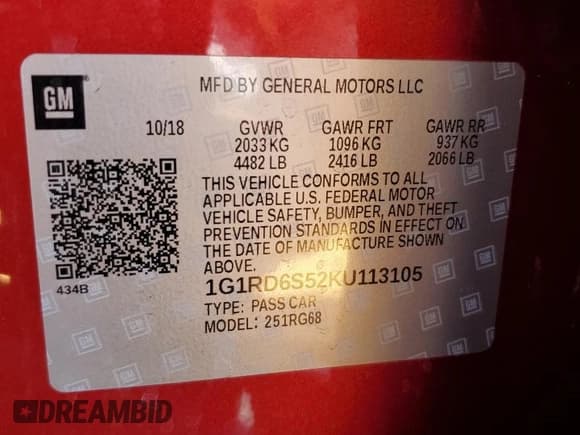 GM
MFD BY GENERAL MOTORS LLC
10/18 GVWR GAWR FRT GAWR RR
2033 KG 1096 KG 937 KG
4482 LB 2416 LB 2066 LB
THIS VEHICLE CONFORMS TO ALL
APPLICABLE U.S. FEDERAL MOTOR
VEHICLE SAFETY, BUMPER, AND THEFT
PREVENTION STANDARDS IN EFFECT ON
THE DATE OF MANUFACTURE SHOWN
ABOVE.
434B
1G1RD6S52KU113105
TYPE: PASS CAR
MODEL: 251RG68
DREAMBID